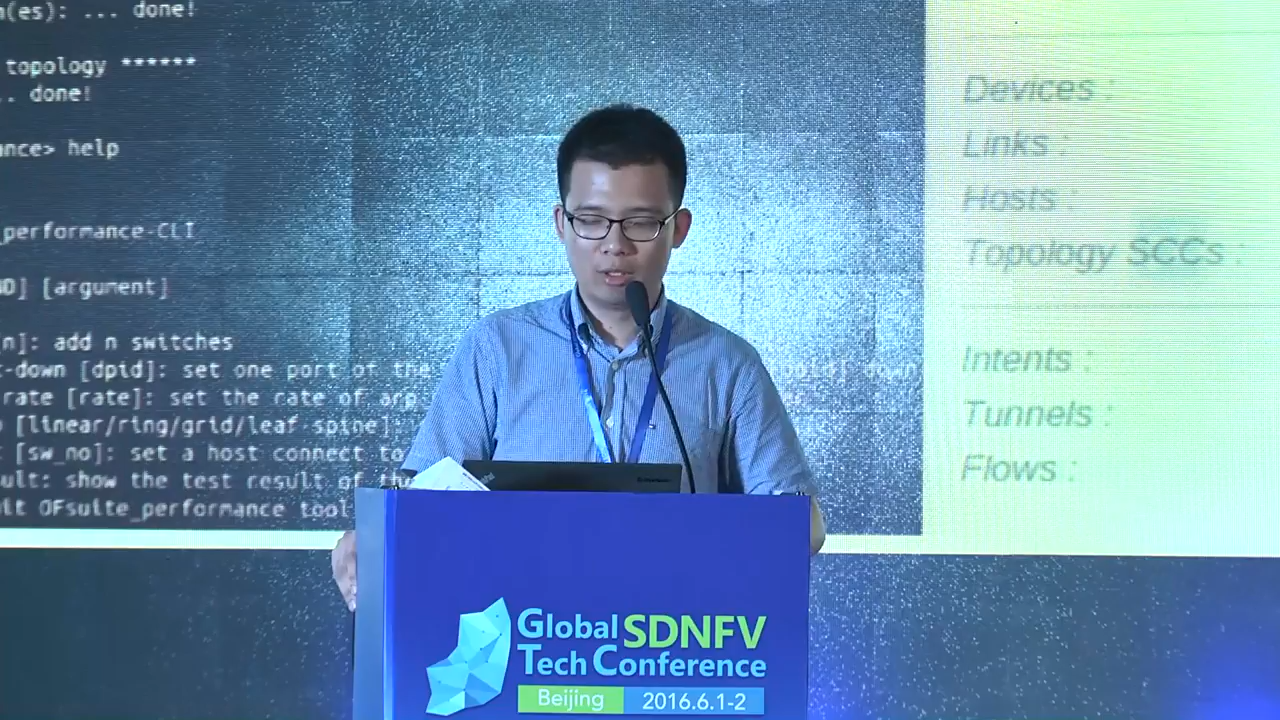 (es): ... done!
topology ******
.. done!
ance> help
_performance-CLI
[argument]
[n]: add n switches
-down [dpid]: set one port of the
rate [rate]: set the rate of arp
[linear/ring/grid/leaf-spine]:
[sw_no]: set a host connect to
ult: show the test result of the
it OFsuite_performance tool
Devices :
Links :
Hosts :
Topology SCCs :
Intents :
Tunnels :
Flows :
Global SDNFV
Tech Conference
Beijing 2016.6.1-2